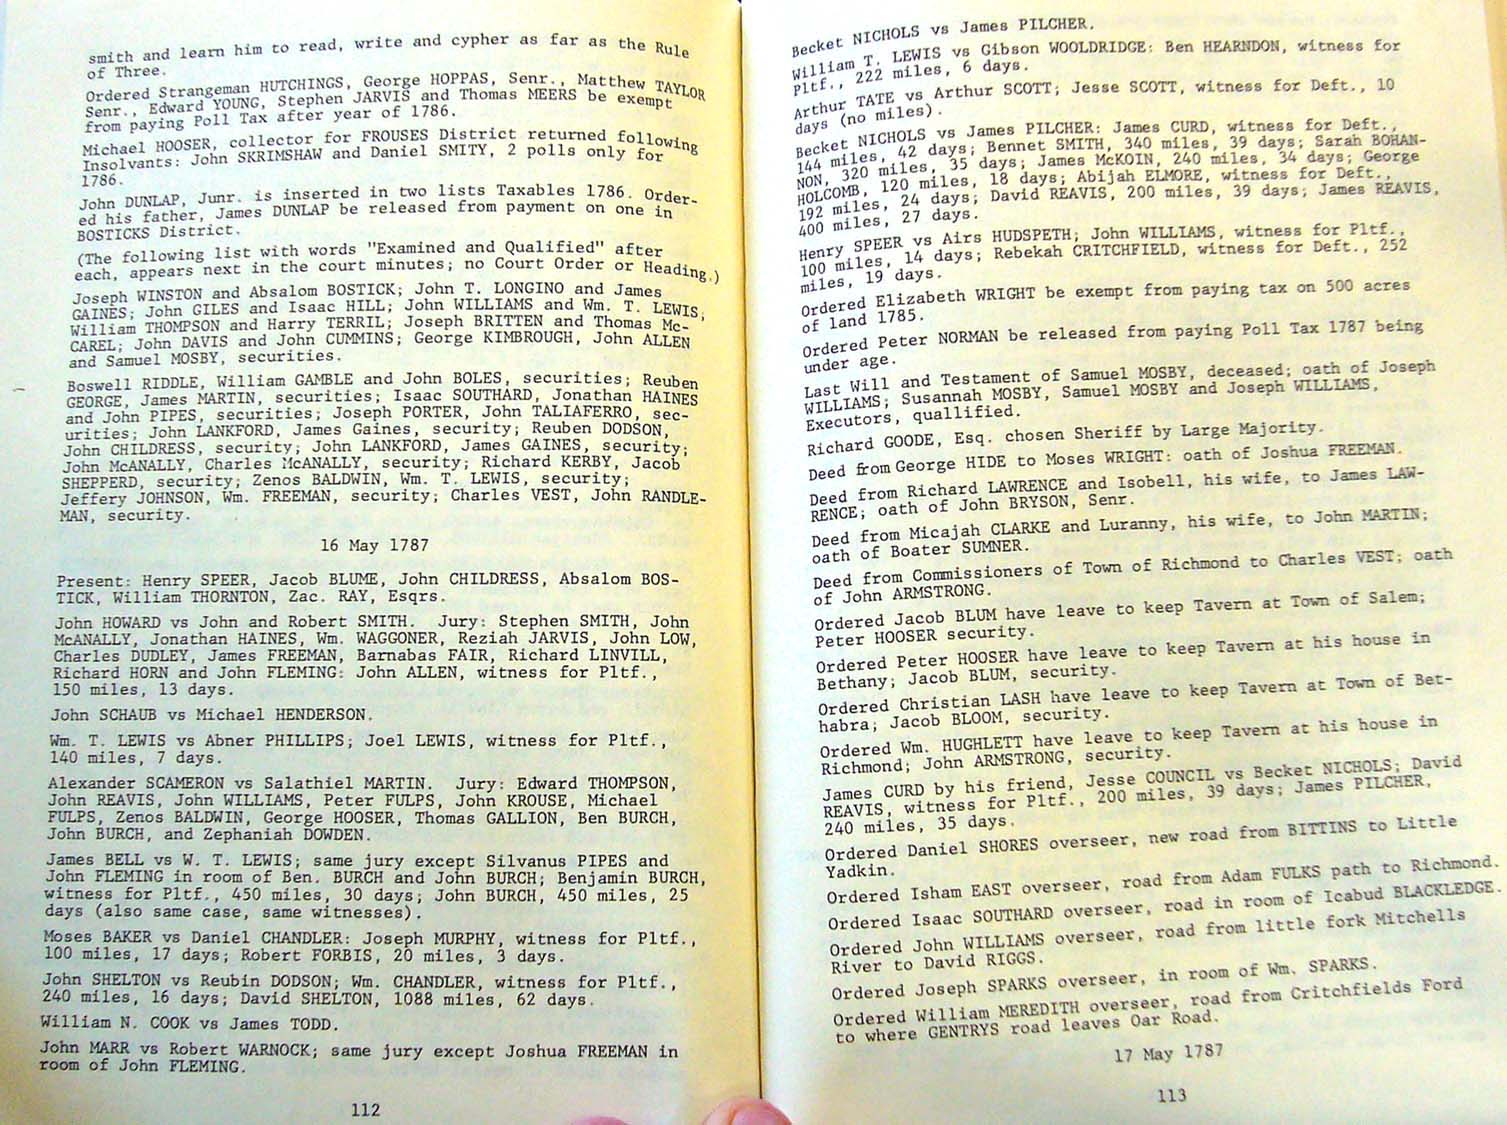 smith and learn him to read, write and cypher as far as the Rule
of Three.
Ordered Strangeman HUTCHINGS, George HOPPAS, Senr., Matthew TAYLOR
Senr., Edward YOUNG, Stephen JARVIS and Thomas MEERS be exempt
from paying Poll Tax after year of 1786.
Michael HOOSER, collector for FROUSES District returned following
Insolvants: John SKRIMSHAW and Daniel SMITY, 2 polls only for
1786.
John DUNLAP, Junr. is inserted in two lists Taxables 1786. Order-
ed his father, James DUNLAP be released from payment on one in
BOSTICKS District.
(The following list with words "Examined and Qualified" after
each, appears next in the court minutes; no Court Order or Heading.)
Joseph WINSTON and Absalom BOSTICK; John T. LONGINO and James
GAINES; John GILES and Isaac HILL; John WILLIAMS and Wm. T. LEWIS;
William THOMPSON and Harry TERRIL; Joseph BRITTEN and Thomas Mc-
CAREL; John DAVIS and John CUMMINS; George KIMBROUGH, John ALLEN
and Samuel MOSBY, securities.
Boswell RIDDLE, William GAMBLE and John BOLES, securities; Reuben
GEORGE, James MARTIN, securities; Isaac SOUTHARD, Jonathan HAINES
and John PIPES, securities; Joseph PORTER, John TALIAFERRO, sec-
urities; John LANKFORD, James Gaines, security; Reuben DODSON,
John CHILDRESS, security; John LANKFORD, James GAINES, security;
John McANALLY, Charles McANALLY, security; Richard KERBY, Jacob
SHEPPERD, security; Zenos BALDWIN, Wm. T. LEWIS, security;
Jeffery JOHNSON, Wm. FREEMAN, security; Charles VEST, John RANDLE-
MAN, security.
16 May 1787
Present: Henry SPEER, Jacob BLUME, John CHILDRESS, Absalom BOS-
TICK, William THORNTON, Zac. RAY, Esqrs.
John HOWARD vs John and Robert SMITH. Jury: Stephen SMITH, John
McANALLY, Jonathan HAINES, Wm. WAGGONER, Reziah JARVIS, John LOW,
Charles DUDLEY, James FREEMAN, Barnabas FAIR, Richard LINVILL,
Richard HORN and John FLEMING: John ALLEN, witness for Pltf.,
150 miles, 13 days.
John SCHAUB vs Michael HENDERSON.
Wm. T. LEWIS vs Abner PHILLIPS; Joel LEWIS, witness for Pltf.,
140 miles, 7 days.
Alexander SCAMERON vs Salathiel MARTIN. Jury: Edward THOMPSON,
John REAVIS, John WILLIAMS, Peter FULPS, John KROUSE, Michael
FULPS, Zenos BALDWIN, George HOOSER, Thomas GALLION, Ben BURCH,
John BURCH, and Zephaniah DOWDEN.
James BELL vs W. T. LEWIS; same jury except Silvanus PIPES and
John FLEMING in room of Ben. BURCH and John BURCH; Benjamin BURCH,
witness for Pltf., 450 miles, 30 days; John BURCH, 450 miles, 25
days (also same case, same witnesses).
Moses BAKER vs Daniel CHANDLER: Joseph MURPHY, witness for Pltf.,
100 miles, 17 days; Robert FORBIS, 20 miles, 3 days.
John SHELTON vs Reubin DODSON; Wm. CHANDLER, witness for Pltf.,
240 miles, 16 days; David SHELTON, 1088 miles, 62 days.
William N. COOK vs James TODD.
John MARR vs Robert WARNOCK; same jury except Joshua FREEMAN in
room of John FLEMING.
112
Becket NICHOLS vs James PILCHER.
William T. LEWIS vs Gibson WOOLDRIDGE: Ben HEARNDON, witness for
Pltf., 222 miles, 6 days.
Arthur TATE vs Arthur SCOTT; Jesse SCOTT, witness for Deft., 10
days (no miles).
Becket NICHOLS vs James PILCHER: James CURD, witness for Deft.,
144 miles, 42 days; Bennet SMITH, 340 miles, 39 days; Sarah BOHAN-
NON, 320 miles, 35 days; James McKOIN, 240 miles, 34 days; George
HOLCOMB, 120 miles, 18 days; Abijah ELMORE, witness for Deft.,
192 miles, 24 days; David REAVIS, 200 miles, 39 days; James REAVIS,
400 miles, 27 days.
Henry SPEER vs Airs HUDSPETH; John WILLIAMS, witness for Pltf.,
100 miles, 14 days; Rebekah CRITCHFIELD, witness for Deft., 252
miles, 19 days.
Ordered Elizabeth WRIGHT be exempt from paying tax on 500 acres
of land 1785.
Ordered Peter NORMAN be released from paying Poll Tax 1787 being
under age.
Last Will and Testament of Samuel MOSBY, deceased; oath of Joseph
WILLIAMS; Susannah MOSBY, Samuel MOSBY and Joseph WILLIAMS,
Executors, quallified.
Richard GOODE, Esq. chosen Sheriff by Large Majority.
Deed from George HIDE to Moses WRIGHT: oath of Joshua FREEMAN.
Deed from Richard LAWRENCE and Isobell, his wife, to James LAW-
RENCE; oath of John BRYSON, Senr.
Deed from Micajah CLARKE and Luranny, his wife, to John MARTIN;
oath of Boater SUMNER.
Deed from Commissioners of Town of Richmond to Charles VEST; oath
of John ARMSTRONG.
Ordered Jacob BLUM have leave to keep Tavern at Town of Salem;
Peter HOOSER security.
Ordered Peter HOOSER have leave to keep Tavern at his house in
Bethany; Jacob BLUM, security.
Ordered Christian LASH have leave to keep Tavern at Town of Bet-
habra; Jacob BLOOM, security.
Ordered Wm. HUGHLETT have leave to keep Tavern at his house in
Richmond; John ARMSTRONG, security.
James CURD by his friend, Jesse COUNCIL vs Becket NICHOLS; David
REAVIS, witness for Pltf., 200 miles, 39 days; James PILCHER,
240 miles, 35 days.
Ordered Daniel SHORES overseer, new road from BITTINS to Little
Yadkin.
Ordered Isham EAST overseer, road from Adam FULKS path to Richmond.
Ordered Isaac SOUTHARD overseer, road in room of Icabud BLACKLEDGE.
Ordered John WILLIAMS overseer, road from little fork Mitchells
River to David RIGGS.
Ordered Joseph SPARKS overseer, in room of Wm. SPARKS.
Ordered William MEREDITH overseer, road from Critchfields Ford
to where GENTRYS road leaves Oar Road.
17 May 1787
113